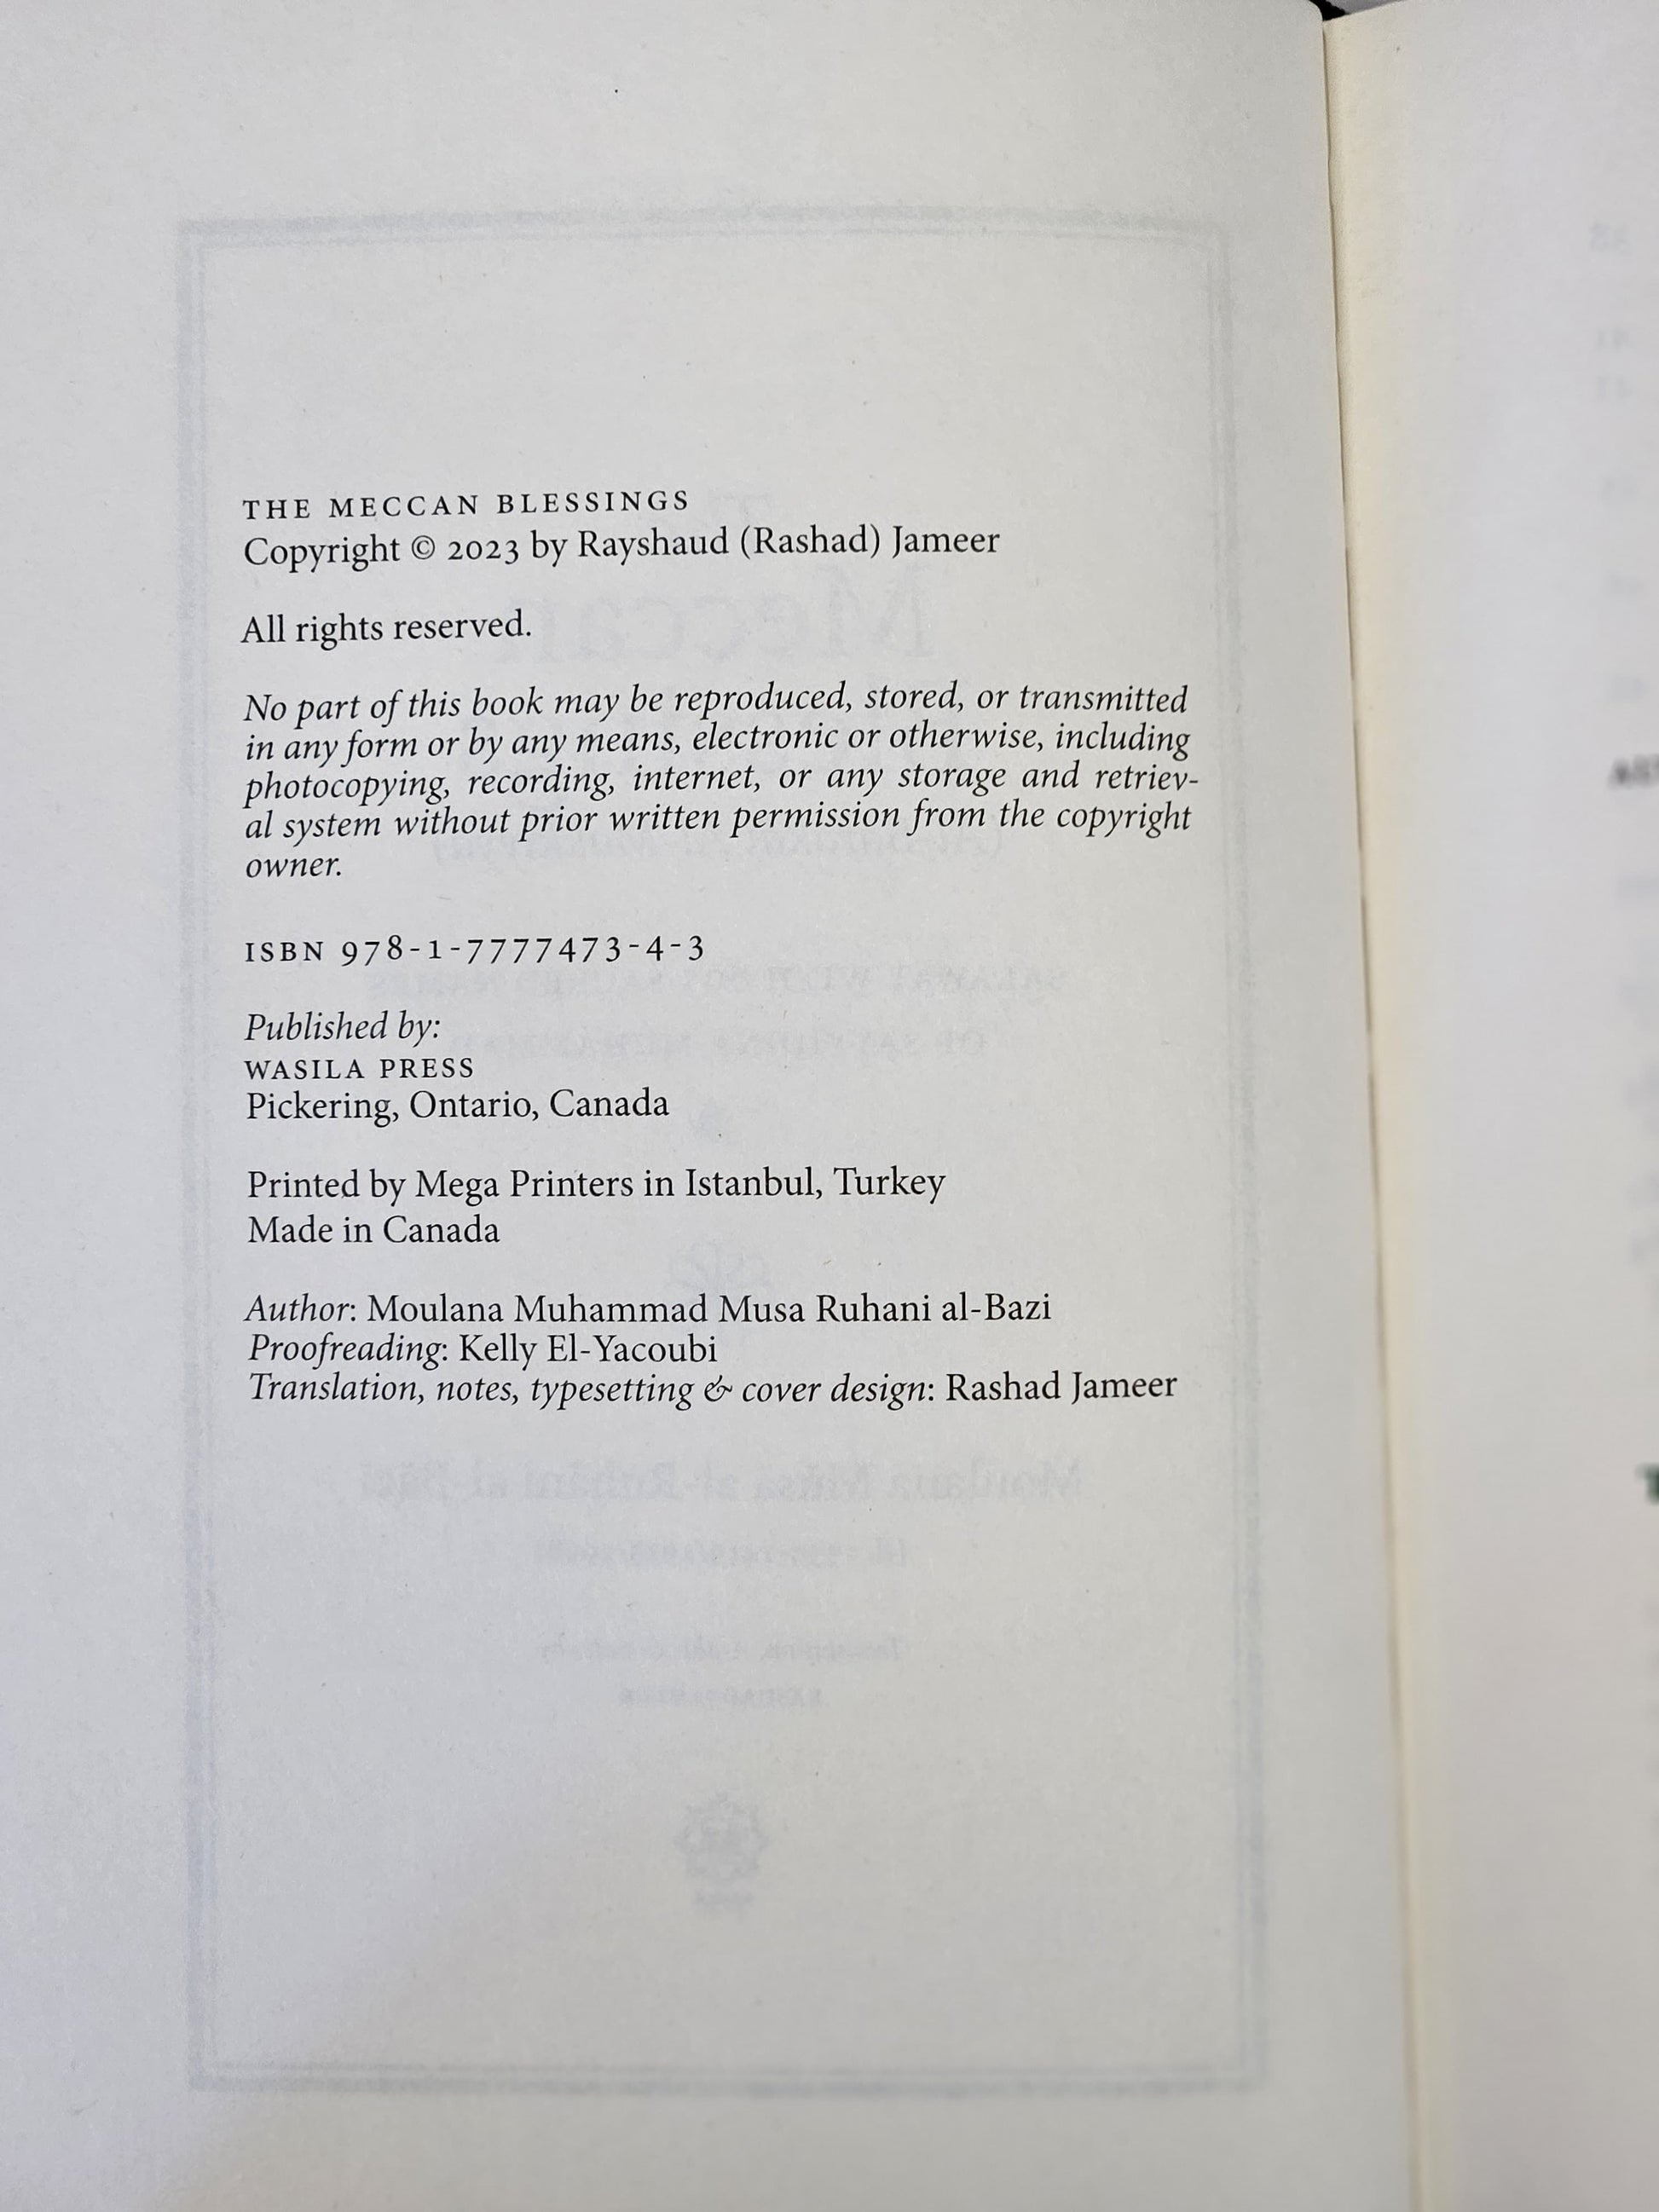 THE MECCAN BLESSINGS
Copyright © 2023 by Rayshaud (Rashad) Jameer
All rights reserved.
No part of this book may be reproduced, stored, or transmitted
in any form or by any means, electronic or otherwise, including
photocopying, recording, internet, or any storage and retriev-
al system without prior written permission from the copyright
owner.
ISBN 978-1-7777473-4-3
Published by:
WASILA PRESS
Pickering, Ontario, Canada
Printed by Mega Printers in Istanbul, Turkey
Made in Canada
Author: Moulana Muhammad Musa Ruhani al-Bazi
Proofreading: Kelly El-Yacoubi
Translation, notes, typesetting & cover design: Rashad Jameer